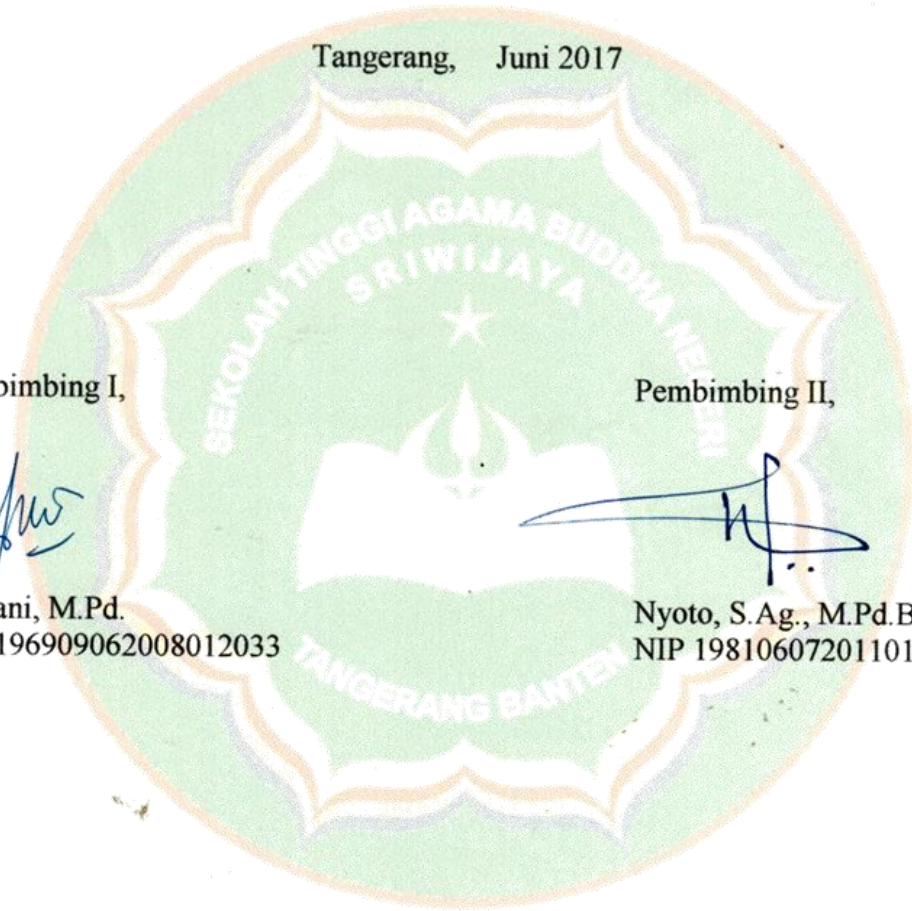 Tangerang, Juni 2017
SEKOLAH TINGGI AGAMA BUDDHA NEGERI
SRIWIJAYA
bimbing I,
Pembimbing II,
ani, M.Pd.
196909062008012033
Nyoto, S.Ag., M.Pd.B
NIP 19810607201101
TANGERANG BANTEN